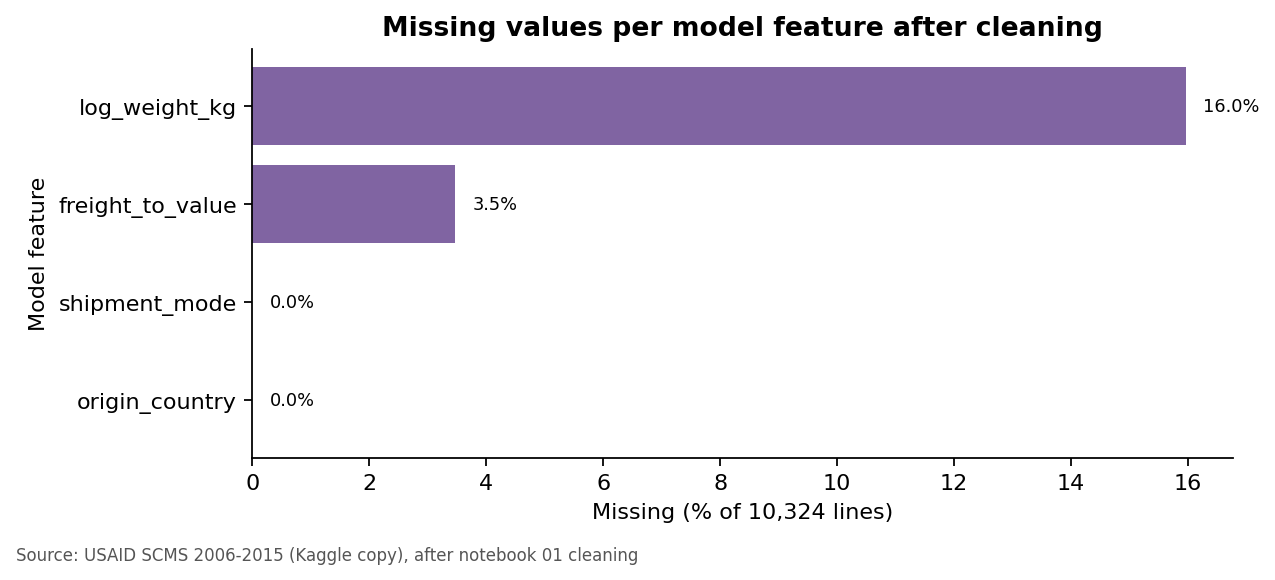 Missing values per model feature after cleaning
log_weight_kg
16.0%
freight_to_value
3.5%
shipment_mode
0.0%
origin_country
0.0%
Model feature
0 2 4 6 8 10 12 14 16
Missing (% of 10,324 lines)
Source: USAID SCMS 2006-2015 (Kaggle copy), after notebook 01 cleaning